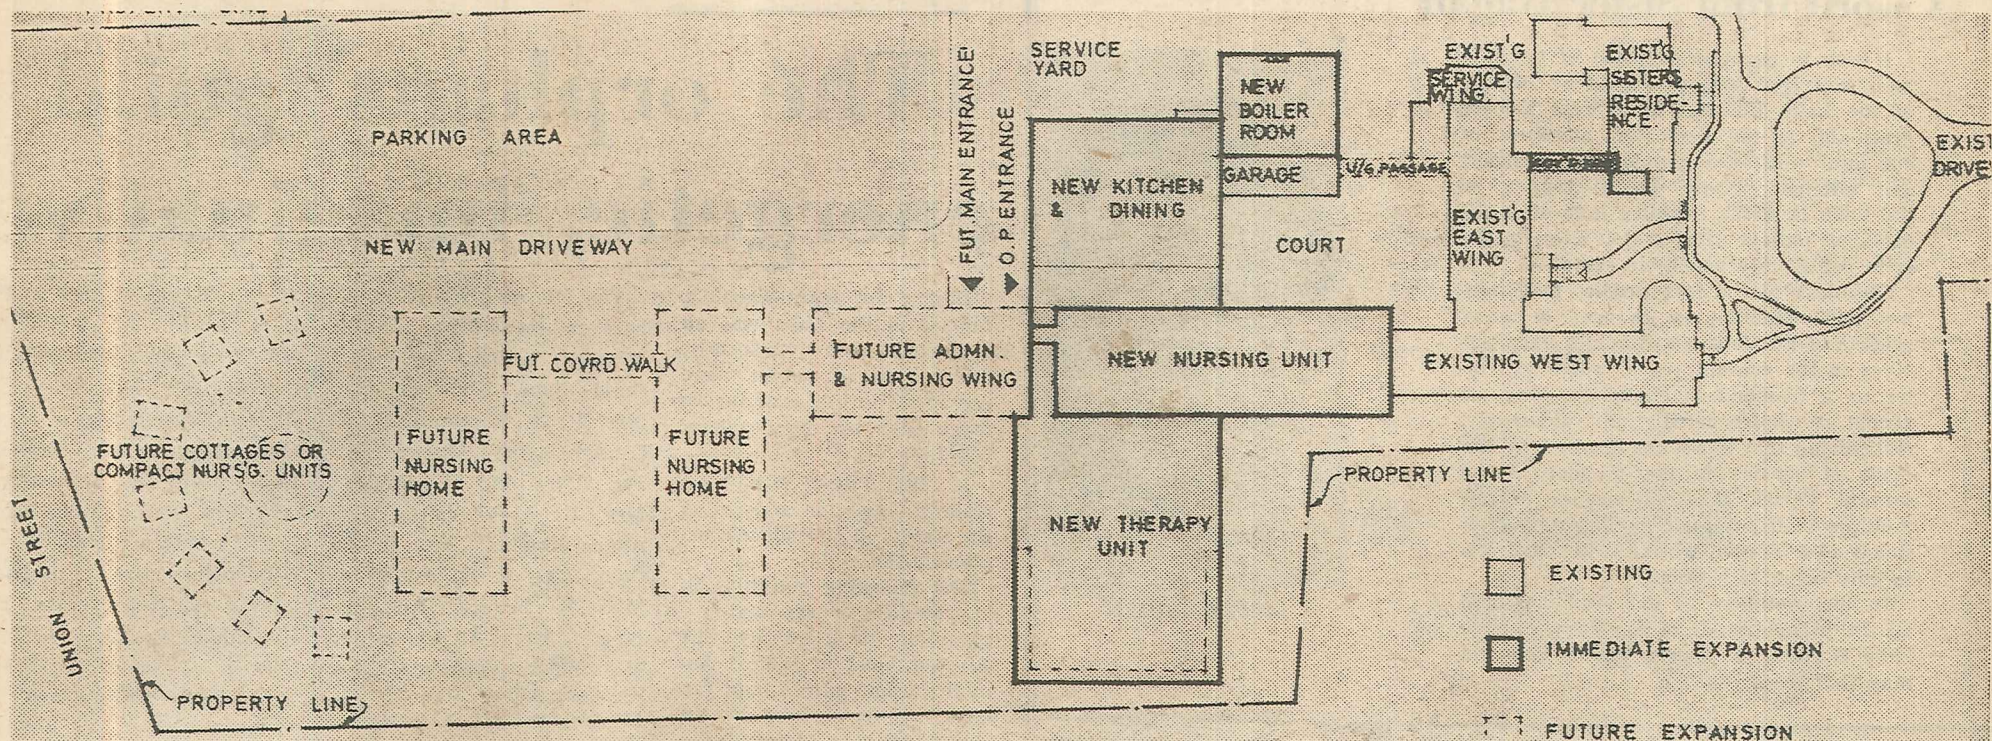 PROPERTY LINE
PARKING AREA
NEW MAIN DRIVEWAY
FUT. MAIN ENTRANCE
O.P. ENTRANCE
SERVICE
YARD
NEW
BOILER
ROOM
GARAGE
U/G PASSAGE
NEW KITCHEN
& DINING
COURT
EXIST'G
SERVICE
WING
EXIST'G
SISTERS
RESIDE-
NCE.
EXIST'G
EAST
WING
EXIST
DRIVE
FUTURE ADMN.
& NURSING WING
NEW NURSING UNIT
EXISTING WEST WING
FUT. COVRD. WALK
FUTURE
NURSING
HOME
FUTURE
NURSING
HOME
FUTURE COTTAGES OR
COMPACT NURS'G. UNITS
NEW THERAPY
UNIT
PROPERTY LINE
UNION STREET
PROPERTY LINE
EXISTING
IMMEDIATE EXPANSION
FUTURE EXPANSION